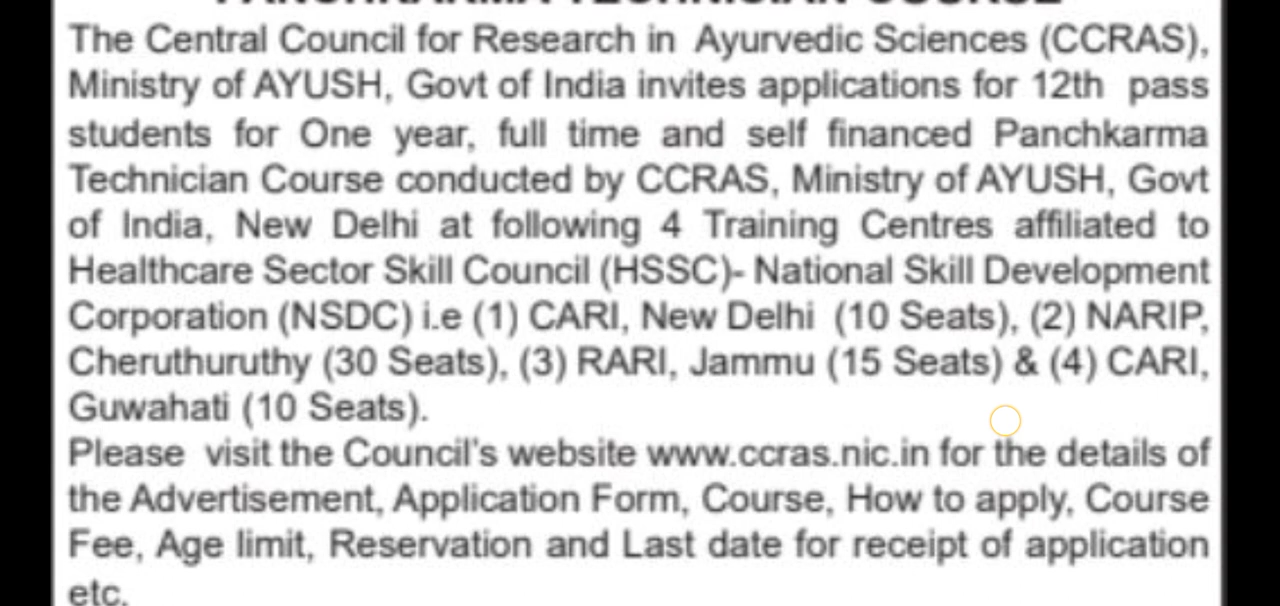 PANCHKARMA TECHNICIAN COURSE
The Central Council for Research in Ayurvedic Sciences (CCRAS),
Ministry of AYUSH, Govt of India invites applications for 12th pass
students for One year, full time and self financed Panchkarma
Technician Course conducted by CCRAS, Ministry of AYUSH, Govt
of India, New Delhi at following 4 Training Centres affiliated to
Healthcare Sector Skill Council (HSSC)- National Skill Development
Corporation (NSDC) i.e (1) CARI, New Delhi (10 Seats), (2) NARIP,
Cheruthuruthy (30 Seats), (3) RARI, Jammu (15 Seats) & (4) CARI,
Guwahati (10 Seats).
Please visit the Council's website www.ccras.nic.in for the details of
the Advertisement, Application Form, Course, How to apply, Course
Fee, Age limit, Reservation and Last date for receipt of application
etc.